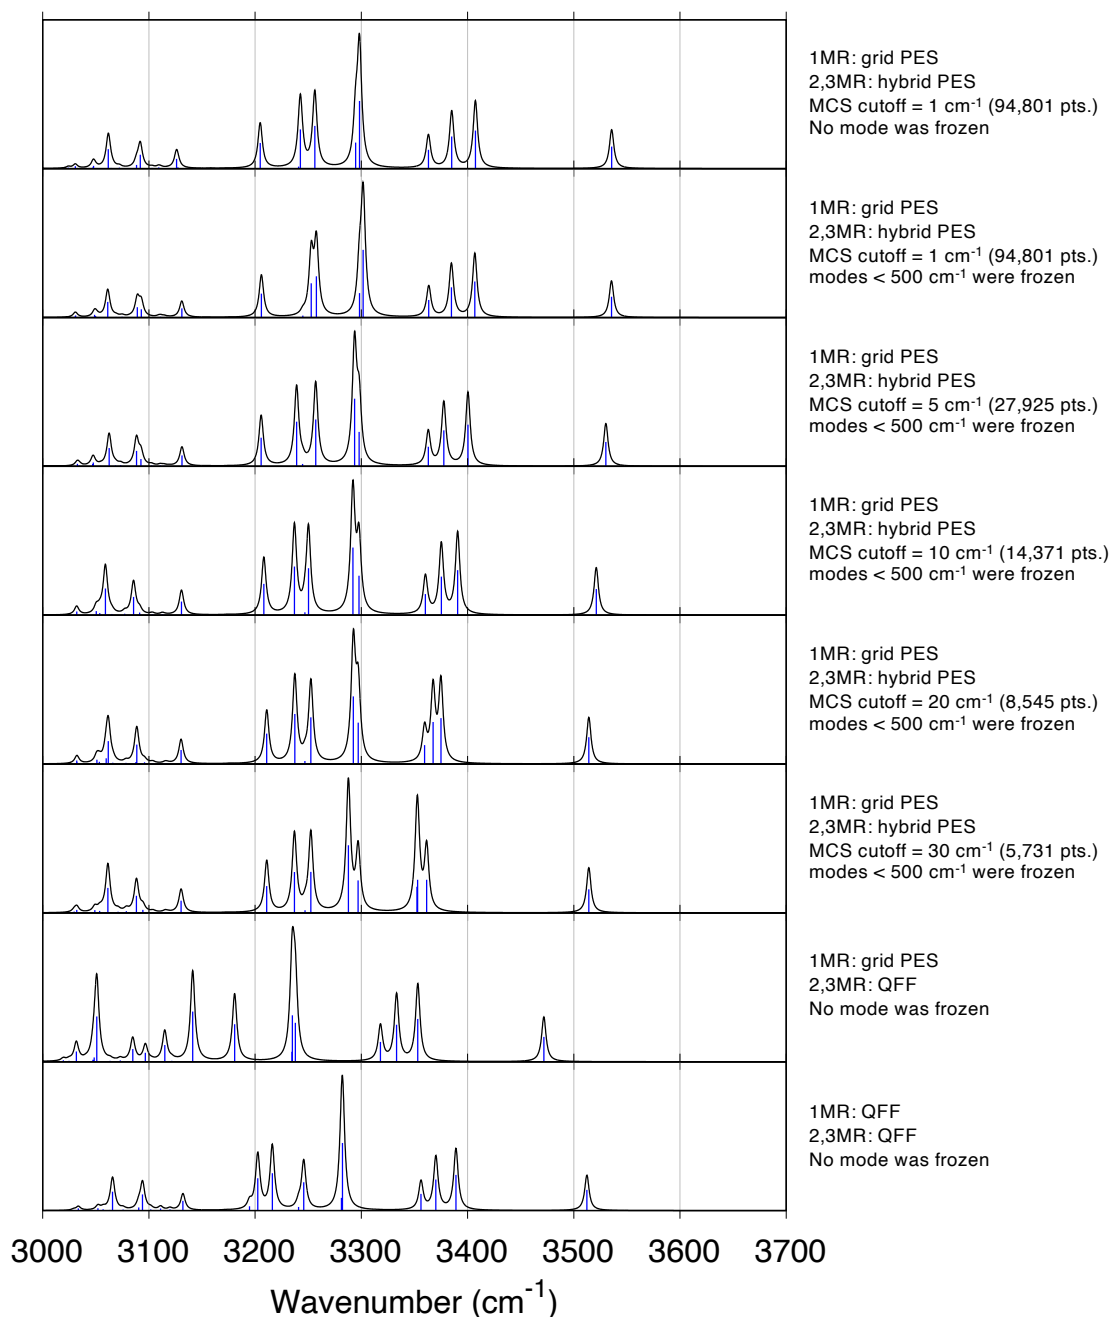 1MR: grid PES
2,3MR: hybrid PES
MCS cutoff = 1 cm⁻¹ (94,801 pts.)
No mode was frozen
1MR: grid PES
2,3MR: hybrid PES
MCS cutoff = 1 cm⁻¹ (94,801 pts.)
modes < 500 cm⁻¹ were frozen
1MR: grid PES
2,3MR: hybrid PES
MCS cutoff = 5 cm⁻¹ (27,925 pts.)
modes < 500 cm⁻¹ were frozen
1MR: grid PES
2,3MR: hybrid PES
MCS cutoff = 10 cm⁻¹ (14,371 pts.)
modes < 500 cm⁻¹ were frozen
1MR: grid PES
2,3MR: hybrid PES
MCS cutoff = 20 cm⁻¹ (8,545 pts.)
modes < 500 cm⁻¹ were frozen
1MR: grid PES
2,3MR: hybrid PES
MCS cutoff = 30 cm⁻¹ (5,731 pts.)
modes < 500 cm⁻¹ were frozen
1MR: grid PES
2,3MR: QFF
No mode was frozen
1MR: QFF
2,3MR: QFF
No mode was frozen
3000 3100 3200 3300 3400 3500 3600 3700
Wavenumber (cm⁻¹)